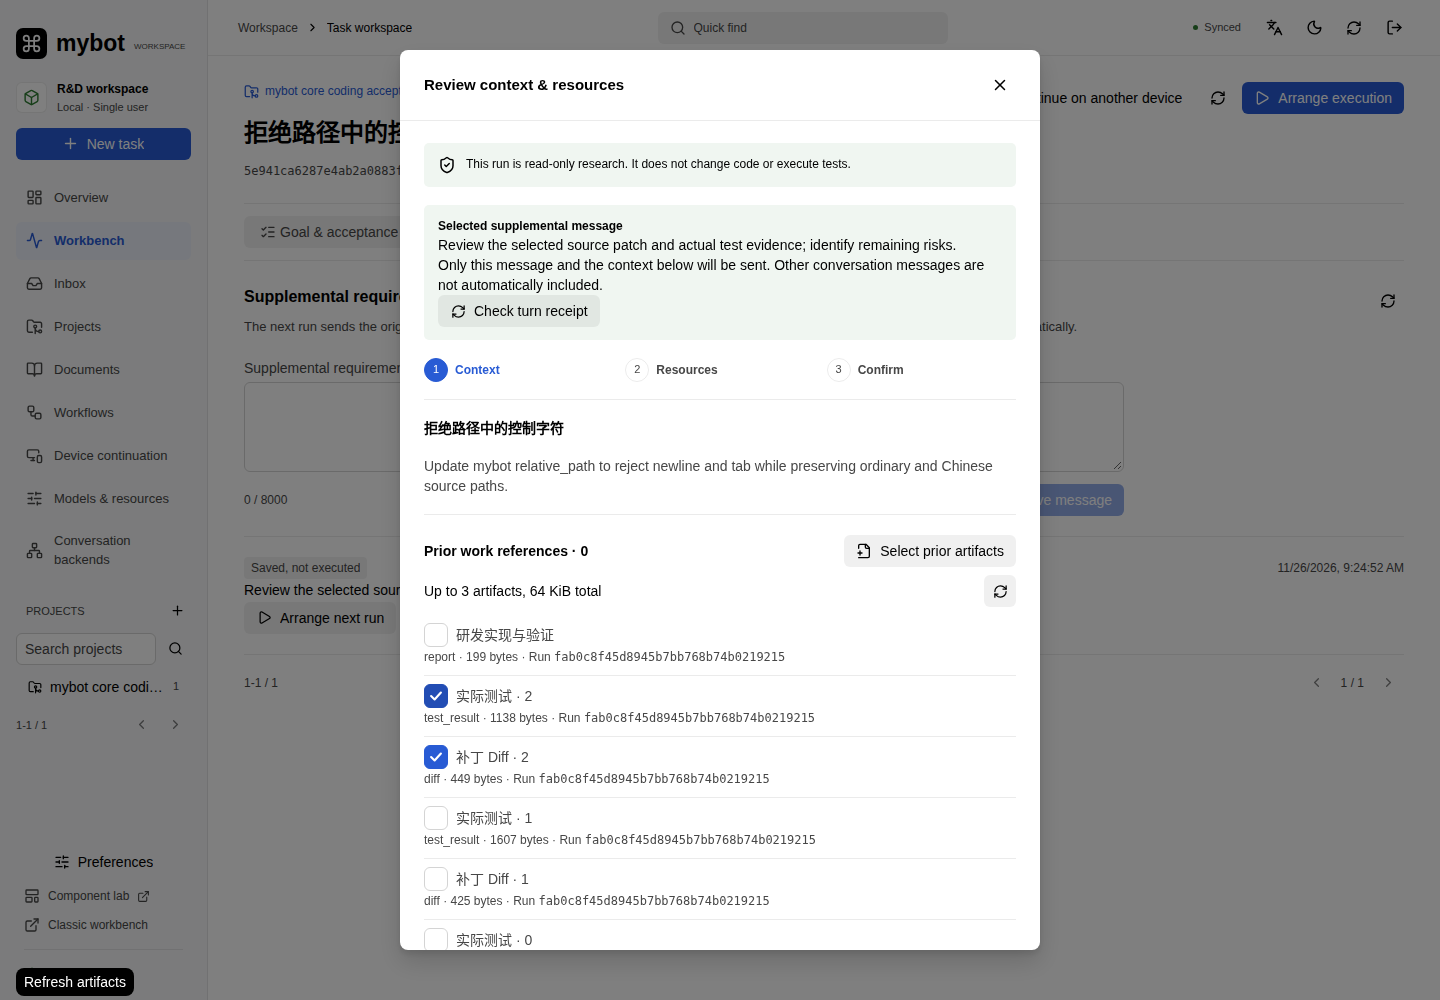 mybot WORKSPACE
Workspace > Task workspace
Quick find
Synced
R&D workspace
Local · Single user
New task
Overview
Workbench
Inbox
Projects
Documents
Workflows
Device continuation
Models & resources
Conversation
backends
PROJECTS
Search projects
mybot core codi… 1
1-1 / 1
Preferences
Component lab
Classic workbench
Refresh artifacts
mybot core coding accept
拒绝路径中的控
5e941ca6287e4ab2a0883f
tinue on another device
Arrange execution
Goal & acceptance
Supplemental require
The next run sends the orig
tically.
Supplemental requiremen
0 / 8000
ve message
Saved, not executed
11/26/2026, 9:24:52 AM
Review the selected sour
Arrange next run
1-1 / 1
1 / 1
Review context & resources
This run is read-only research. It does not change code or execute tests.
Selected supplemental message
Review the selected source patch and actual test evidence; identify remaining risks.
Only this message and the context below will be sent. Other conversation messages are
not automatically included.
Check turn receipt
1 Context
2 Resources
3 Confirm
拒绝路径中的控制字符
Update mybot relative_path to reject newline and tab while preserving ordinary and Chinese
source paths.
Prior work references · 0
Select prior artifacts
Up to 3 artifacts, 64 KiB total
研发实现与验证
report · 199 bytes · Run fab0c8f45d8945b7bb768b74b0219215
实际测试 · 2
test_result · 1138 bytes · Run fab0c8f45d8945b7bb768b74b0219215
补丁 Diff · 2
diff · 449 bytes · Run fab0c8f45d8945b7bb768b74b0219215
实际测试 · 1
test_result · 1607 bytes · Run fab0c8f45d8945b7bb768b74b0219215
补丁 Diff · 1
diff · 425 bytes · Run fab0c8f45d8945b7bb768b74b0219215
实际测试 · 0